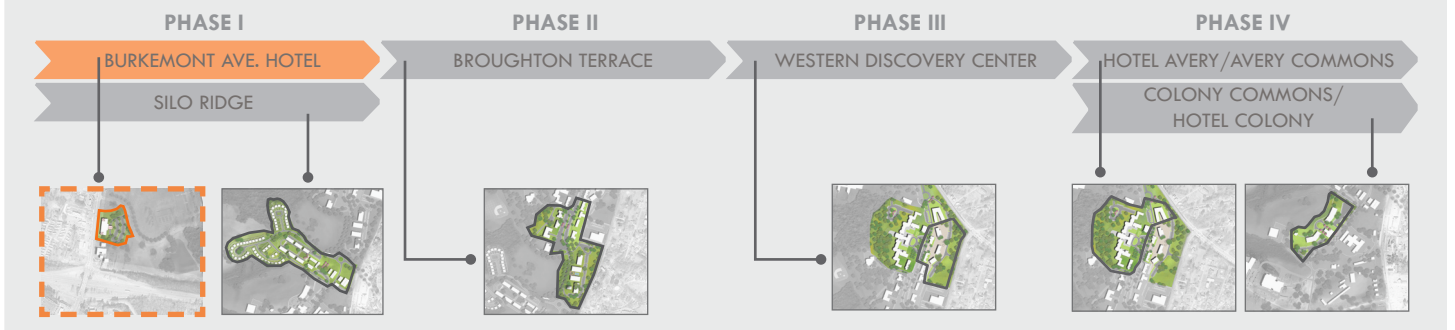 PHASE I
PHASE II
PHASE III
PHASE IV
BURKEMONT AVE. HOTEL
BROUGHTON TERRACE
WESTERN DISCOVERY CENTER
HOTEL AVERY/AVERY COMMONS
SILO RIDGE
COLONY COMMONS/
HOTEL COLONY